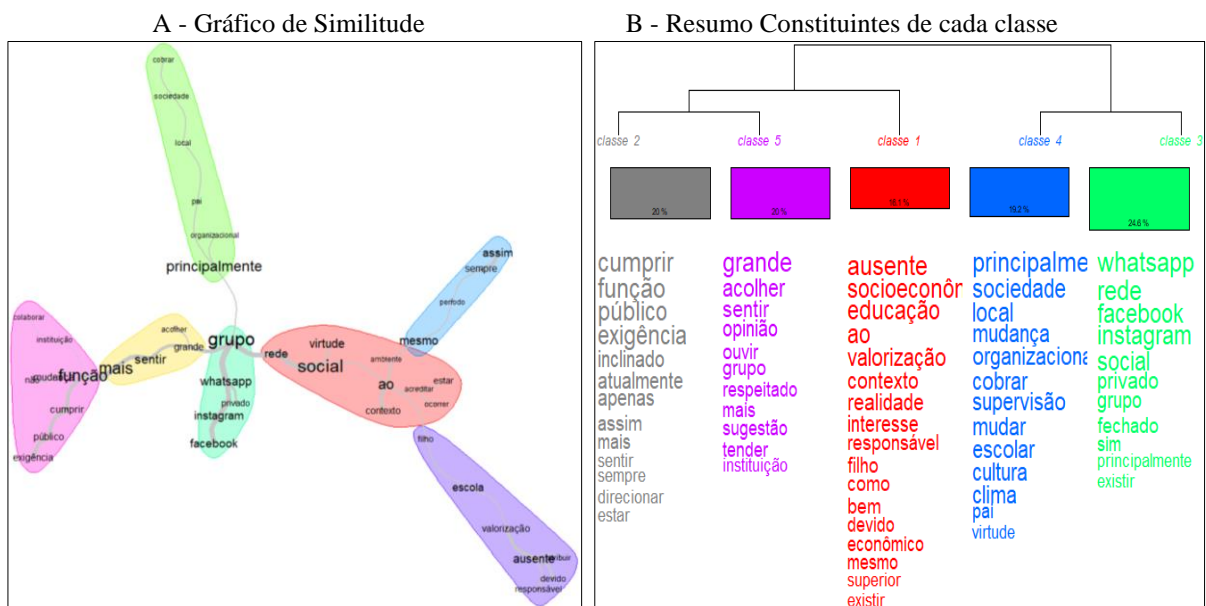 A - Gráfico de Similitude
B - Resumo Constituintes de cada classe
cobrar
sociedade
local
pai
organizacional
principalmente
assim
sempre
período
mesmo
colaborar
instituição
não
mudança
função
mais
cumprir
público
exigência
acolher
sentir
grande
grupo
whatsapp
privado
instagram
facebook
rede
virtude
social
ambiente
ao
estar
acreditar
contexto
ocorrer
filho
escola
valorização
ausente
devido
responsável
classe 2
classe 5
classe 1
classe 4
classe 3
20 %
20 %
16.1 %
19.2 %
24.6 %
cumprir
função
público
exigência
inclinado
atualmente
apenas
assim
mais
sentir
sempre
direcionar
estar
grande
acolher
sentir
opinião
ouvir
grupo
respeitado
mais
sugestão
tender
instituição
ausente
socioeconôn
educação
ao
valorização
contexto
realidade
interesse
responsável
filho
como
bem
devido
econômico
mesmo
superior
existir
principalme
sociedade
local
mudança
organizaciona
cobrar
supervisão
mudar
escolar
cultura
clima
pai
virtude
whatsapp
rede
facebook
instagram
social
privado
grupo
fechado
sim
principalmente
existir